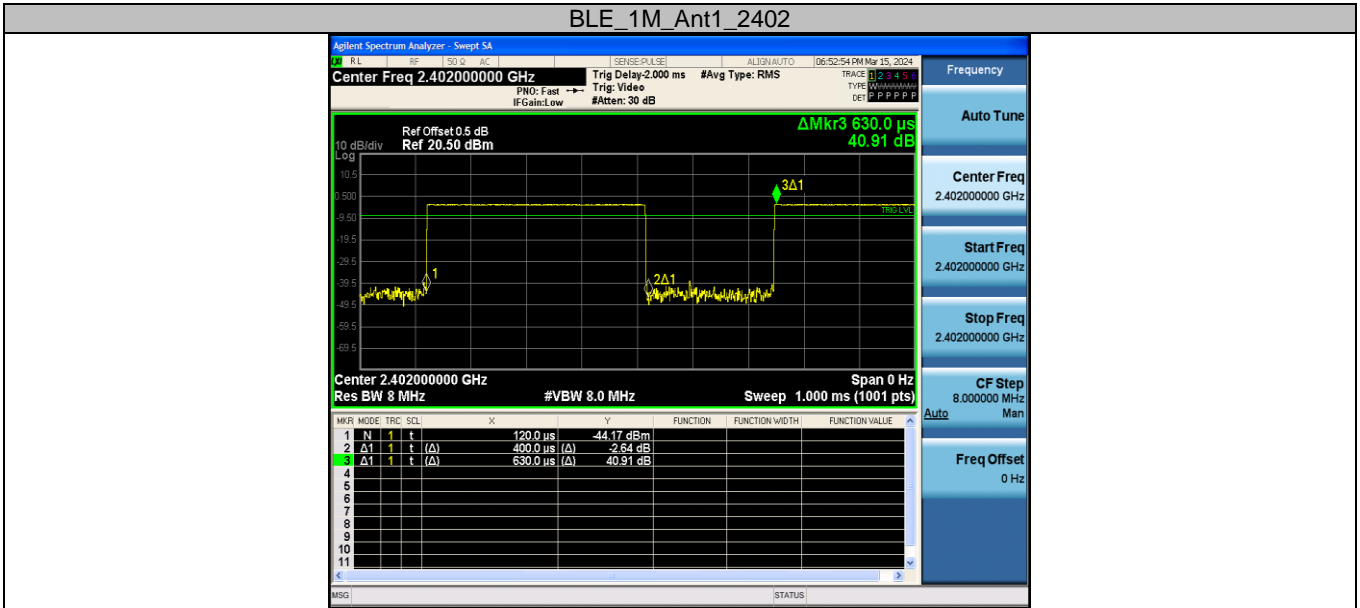 BLE_1M_Ant1_2402
Agilent Spectrum Analyzer - Swept SA
LXI RL RF 50 Ω AC SENSE:PULSE ALIGNAUTO 06:52:54 PM Mar 15, 2024
Center Freq 2.402000000 GHz
PNO: Fast
IFGain:Low
Trig Delay-2.000 ms
Trig: Video
#Atten: 30 dB
#Avg Type: RMS
TRACE 1 2 3 4 5 6
TYPE W
DET P P P P P P
ΔMkr3 630.0 µs
40.91 dB
Ref Offset 0.5 dB
10 dB/div Ref 20.50 dBm
Log
10.5
0.500
-9.50
-19.5
-29.5
-39.5
-49.5
-59.5
-69.5
1
2Δ1
3Δ1
TRIG LVL
Center 2.402000000 GHz Span 0 Hz
Res BW 8 MHz #VBW 8.0 MHz Sweep 1.000 ms (1001 pts)
MKR MODE TRC SCL X Y FUNCTION FUNCTION WIDTH FUNCTION VALUE
1 N 1 t 120.0 µs -44.17 dBm
2 Δ1 1 t (Δ) 400.0 µs (Δ) -2.64 dB
3 Δ1 1 t (Δ) 630.0 µs (Δ) 40.91 dB
4
5
6
7
8
9
10
11
MSG STATUS
Frequency
Auto Tune
Center Freq
2.402000000 GHz
Start Freq
2.402000000 GHz
Stop Freq
2.402000000 GHz
CF Step
8.000000 MHz
Auto Man
Freq Offset
0 Hz